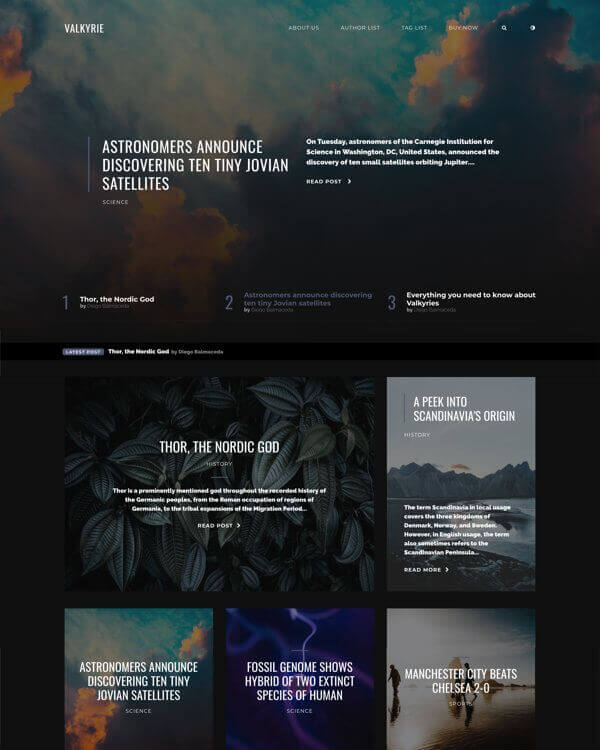 VALKYRIE
ABOUT US
AUTHOR LIST
TAG LIST
BUY NOW
ASTRONOMERS ANNOUNCE
DISCOVERING TEN TINY JOVIAN
SATELLITES
SCIENCE
On Tuesday, astronomers of the Carnegie Institution for
Science in Washington, DC, United States, announced the
discovery of ten small satellites orbiting Jupiter....
READ POST
1
Thor, the Nordic God
by Diego Balmaceda
2
Astronomers announce discovering
ten tiny Jovian satellites
by Diego Balmaceda
3
Everything you need to know about
Valkyries
by Diego Balmaceda
LATEST POST
Thor, the Nordic God by Diego Balmaceda
THOR, THE NORDIC GOD
HISTORY
Thor is a prominently mentioned god throughout the recorded history of
the Germanic peoples, from the Roman occupation of regions of
Germania, to the tribal expansions of the Migration Period...
READ POST
A PEEK INTO
SCANDINAVIA'S ORIGIN
HISTORY
The term Scandinavia in local usage
covers the three kingdoms of
Denmark, Norway, and Sweden.
However, in English usage, the term
also sometimes refers to the
Scandinavian Peninsula...
READ MORE
ASTRONOMERS ANNOUNCE
DISCOVERING TEN TINY
JOVIAN SATELLITES
SCIENCE
FOSSIL GENOME SHOWS
HYBRID OF TWO EXTINCT
SPECIES OF HUMAN
SCIENCE
MANCHESTER CITY BEATS
CHELSEA 2-0
SPORTS